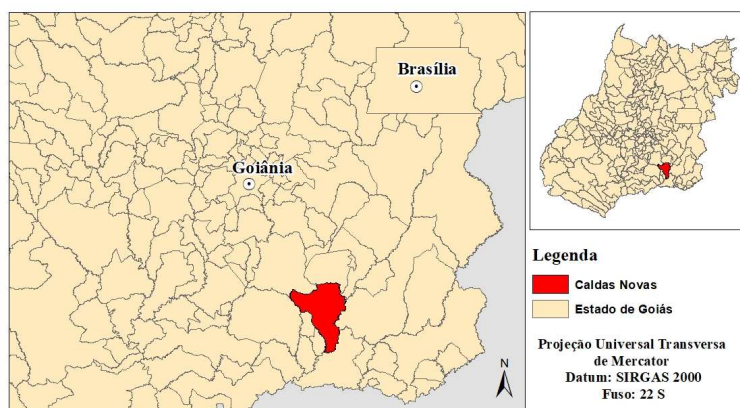 Brasília
Goiânia
N
Legenda
Caldas Novas
Estado de Goiás
Projeção Universal Transversa
de Mercator
Datum: SIRGAS 2000
Fuso: 22 S